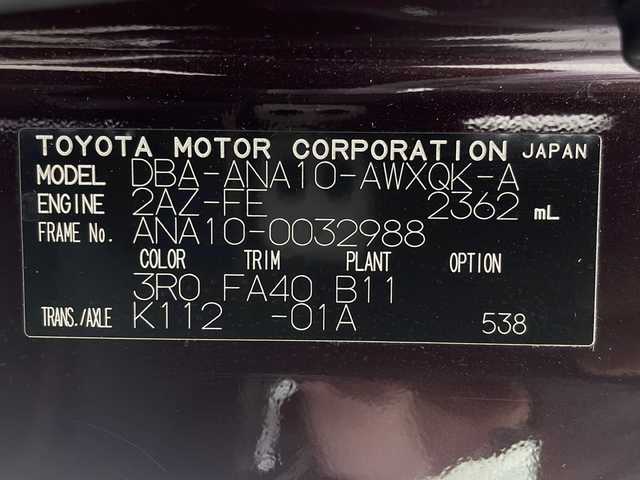 TOYOTA MOTOR CORPORATION JAPAN
MODEL DBA-ANA10-AWXQK-A
ENGINE 2AZ-FE 2362 mL
FRAME No. ANA10-0032988
COLOR TRIM PLANT OPTION
3R0 FA40 B11
TRANS./AXLE K112 -01A 538